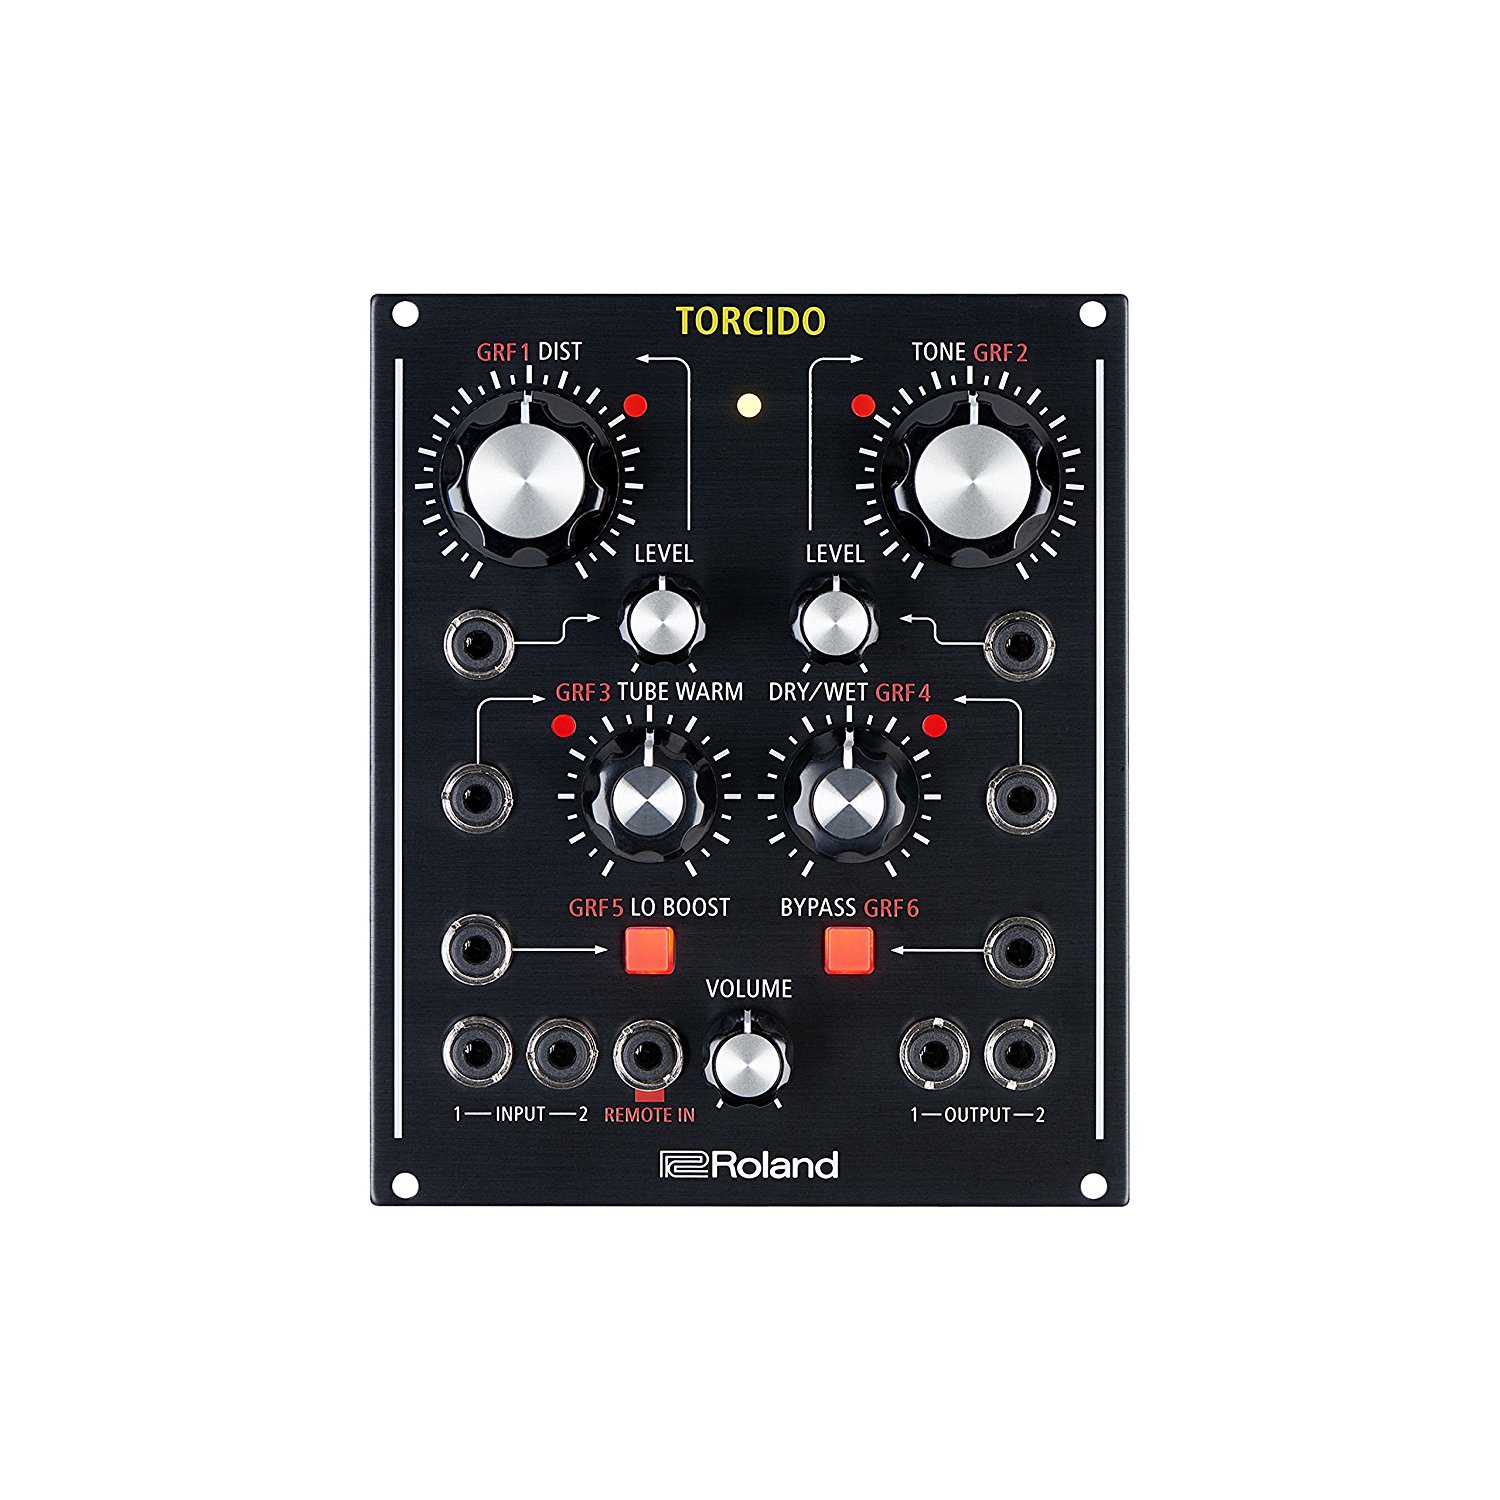 TORCIDO
GRF1 DIST
TONE GRF2
LEVEL
LEVEL
GRF3 TUBE WARM
DRY/WET GRF4
GRF5 LO BOOST
BYPASS GRF6
VOLUME
1—INPUT—2
REMOTE IN
1—OUTPUT—2
Roland